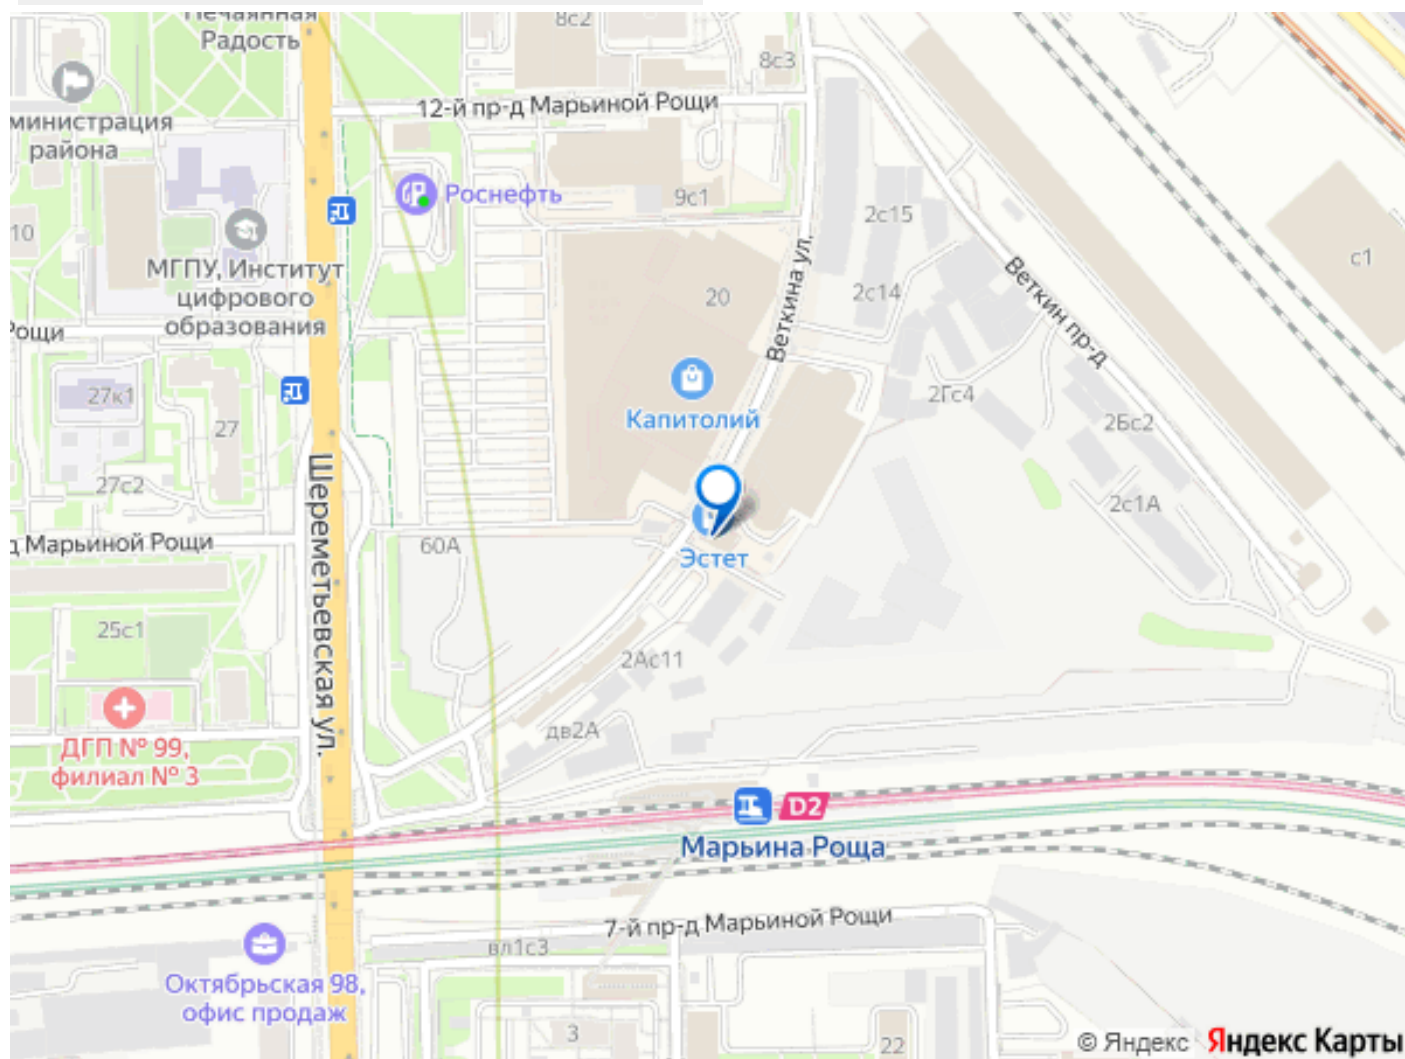 Нечаянная
Радость
8с2
8с3
12-й пр-д Марьиной Рощи
министрация
района
Роснефть
9с1
10
2с15
МГПУ, Институт
цифрового
образования
с1
20
2с14
Веткина ул.
Веткин пр-д
Рощи
Капитолий
27к1
27
2Гс4
2Бс2
27с2
Шереметьевская ул.
2с1А
д Марьиной Рощи
60А
Эстет
25с1
2Ас11
дв2А
ДГП № 99,
филиал № 3
D2
Марьина Роща
7-й пр-д Марьиной Рощи
вл1с3
Октябрьская 98,
офис продаж
3
22
© Яндекс Яндекс Карты